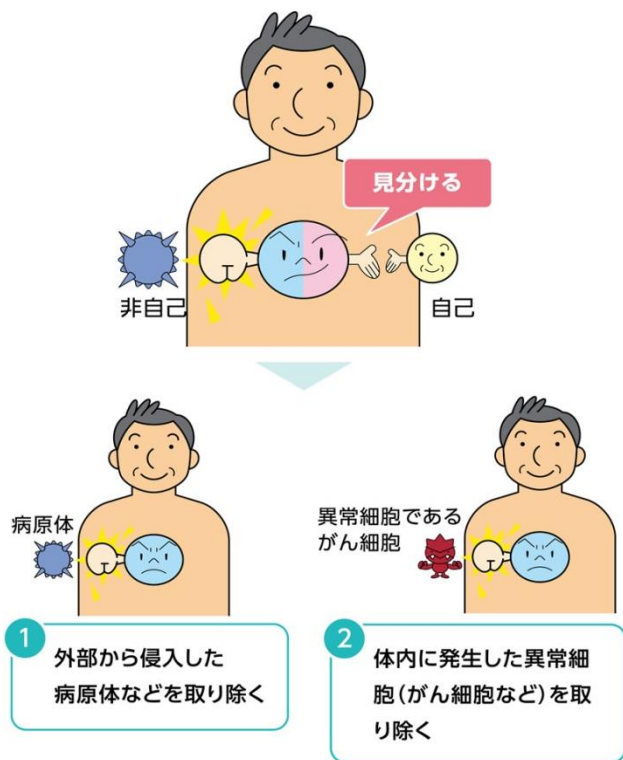 見分ける
非自己
自己
病原体
異常細胞である
がん細胞
1
外部から侵入した
病原体などを取り除く
2
体内に発生した異常細
胞(がん細胞など)を取
り除く